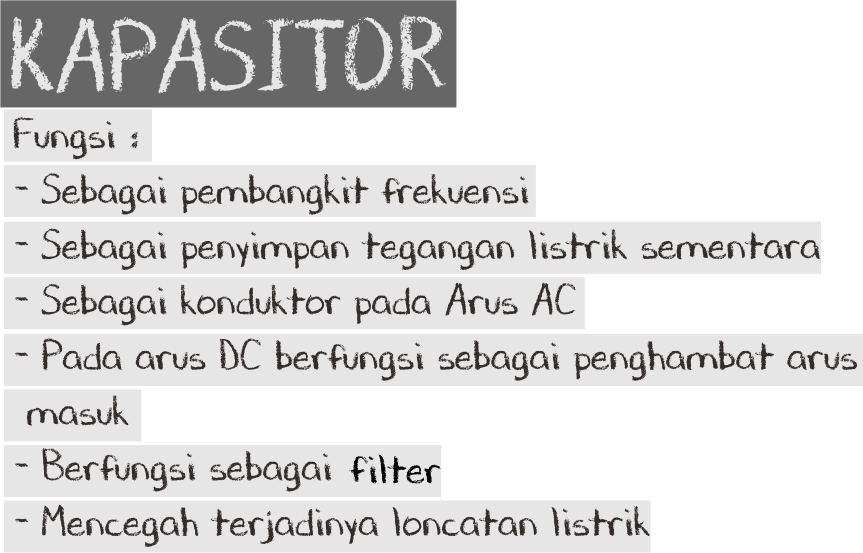 KAPASITOR
Fungsi :
- Sebagai pembangkit frekuensi
- Sebagai penyimpan tegangan listrik sementara
- Sebagai konduktor pada Arus AC
- Pada arus DC berfungsi sebagai penghambat arus
masuk
- Berfungsi sebagai filter
- Mencegah terjadinya loncatan listrik